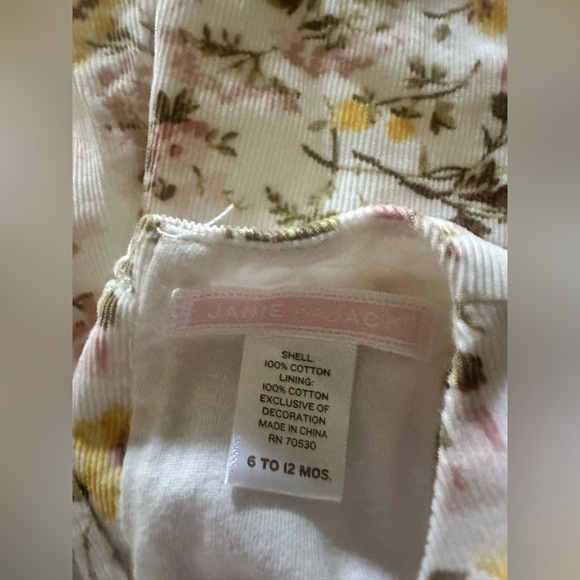 JANIE AND JACK
SHELL:
100% COTTON
LINING:
100% COTTON
EXCLUSIVE OF
DECORATION
MADE IN CHINA
RN 70530
6 TO 12 MOS.